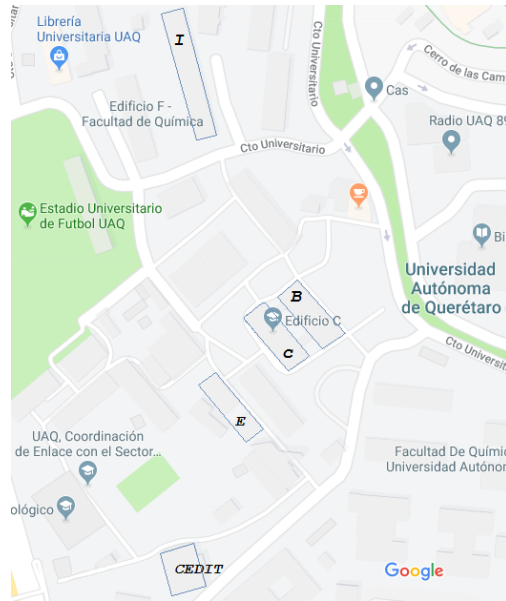 Librería
Universitaria UAQ
I
Cto Universitario
Cerro de las Cam
Cas
Edificio F -
Facultad de Química
Radio UAQ 89
Cto Universitario
Estadio Universitario
de Futbol UAQ
Bi
Universidad
Autónoma
de Querétaro
B
Edificio C
C
Cto Universitario
E
UAQ, Coordinación
de Enlace con el Sector...
Facultad De Químic
Universidad Autónom
ológico
CEDIT
Google